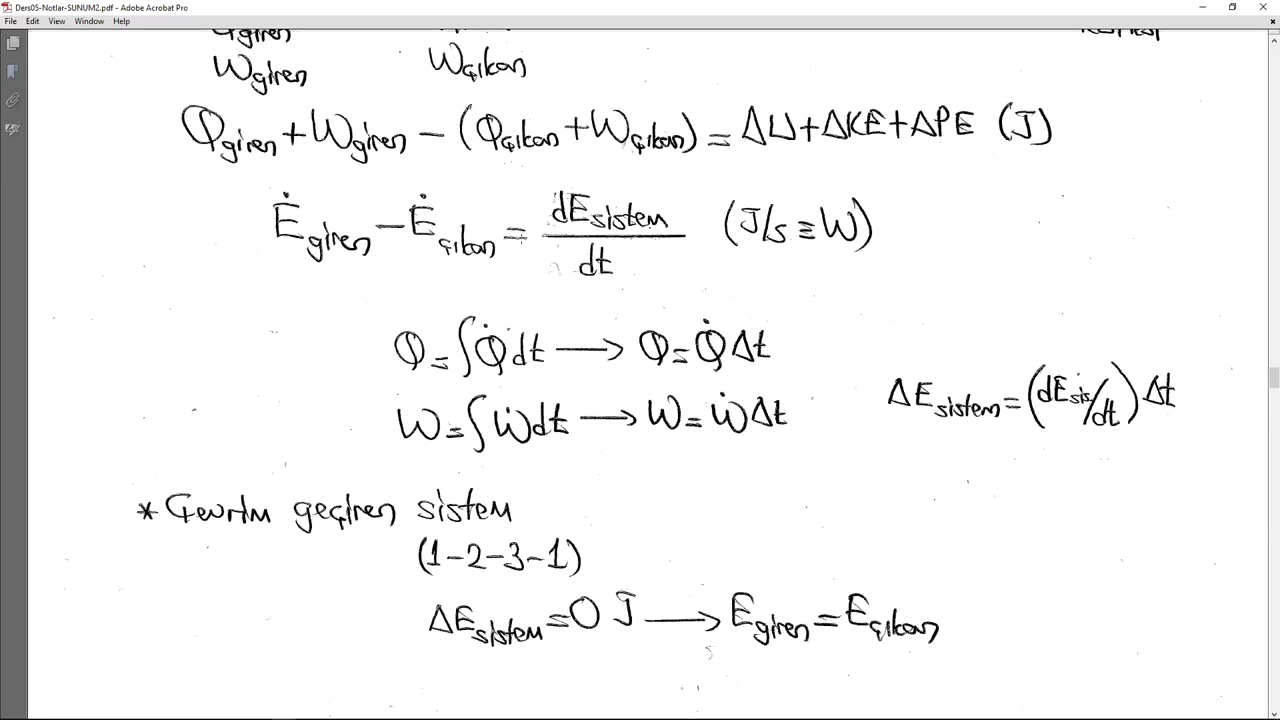 Ders05-Notlar-SUNUM2.pdf - Adobe Acrobat Pro
File Edit View Window Help
Wgiren Wçıkan
Qgiren + Wgiren − (Qçıkan + Wçıkan) = ΔU + ΔKE + ΔPE (J)
Ėgiren − Ėçıkan = dEsistem / dt (J/s ≡ W)
Q = ∫Q̇dt ⟶ Q = Q̇Δt
W = ∫Ẇdt ⟶ W = ẆΔt
ΔEsistem = (dEsis/dt) Δt
* Çevrim geçiren sistem
(1-2-3-1)
ΔEsistem = 0 J ⟶ Egiren = Eçıkan